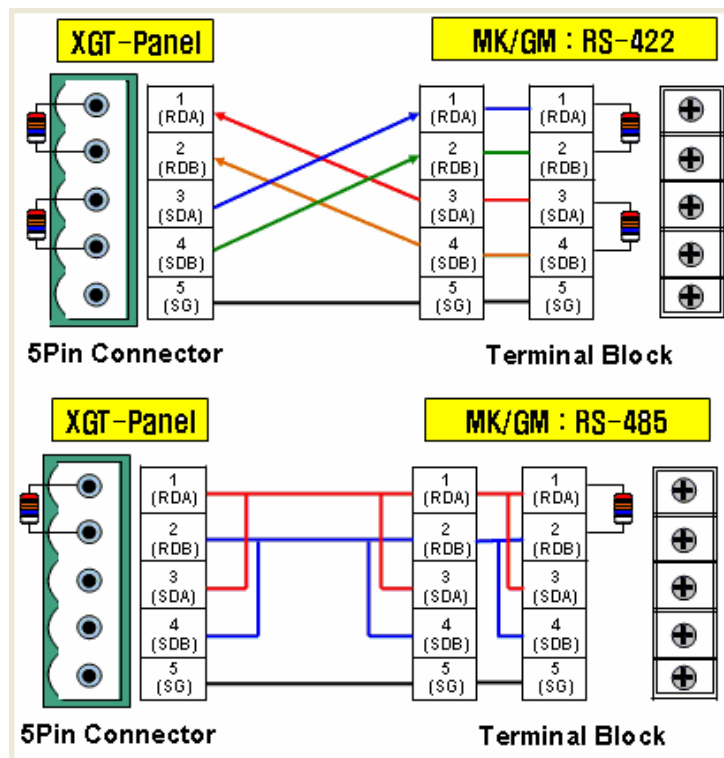 XGT-Panel
MK/GM : RS-422
1
(RDA)
2
(RDB)
3
(SDA)
4
(SDB)
5
(SG)
1
(RDA)
2
(RDB)
3
(SDA)
4
(SDB)
5
(SG)
1
(RDA)
2
(RDB)
3
(SDA)
4
(SDB)
5
(SG)
5Pin Connector
Terminal Block
XGT-Panel
MK/GM : RS-485
1
(RDA)
2
(RDB)
3
(SDA)
4
(SDB)
5
(SG)
1
(RDA)
2
(RDB)
3
(SDA)
4
(SDB)
5
(SG)
1
(RDA)
2
(RDB)
3
(SDA)
4
(SDB)
5
(SG)
5Pin Connector
Terminal Block